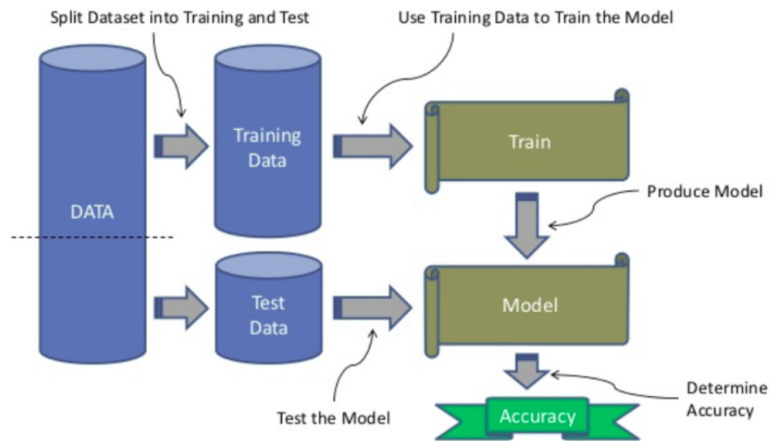 Split Dataset into Training and Test
Use Training Data to Train the Model
Training
Data
Train
DATA
Produce Model
Test
Data
Model
Test the Model
Determine
Accuracy
Accuracy